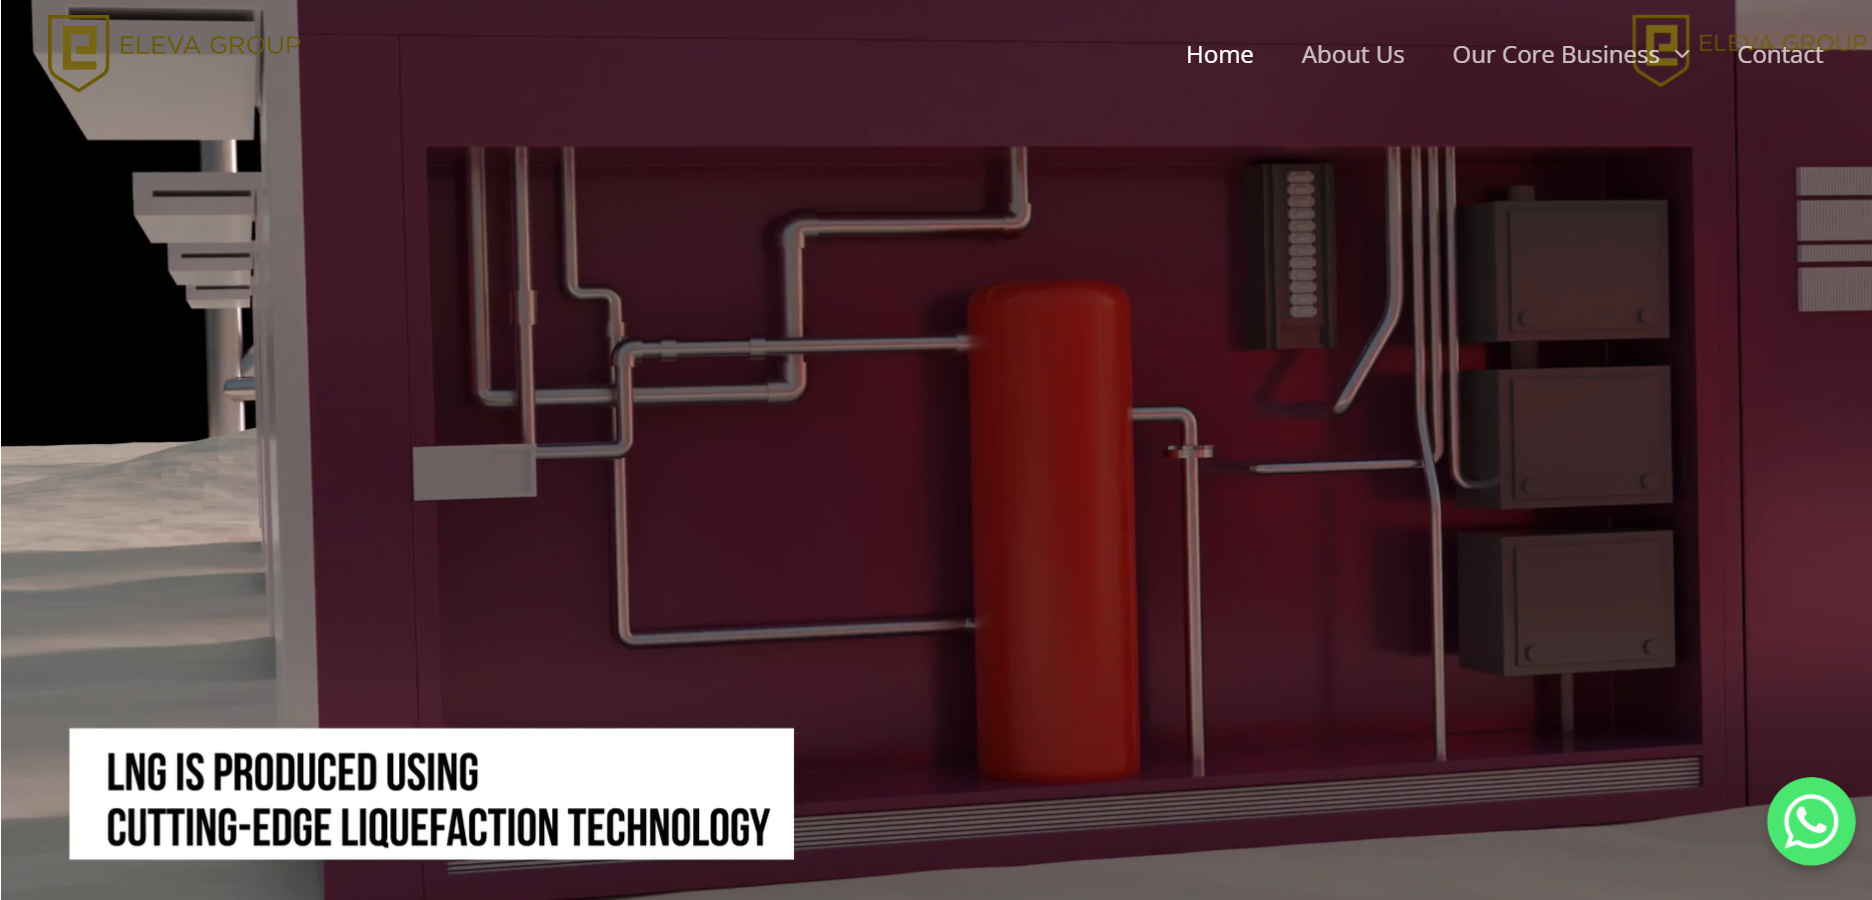 ELEVA GROUP
Home
About Us
Our Core Business
Contact
ELEVA GROUP
LNG IS PRODUCED USING
CUTTING-EDGE LIQUEFACTION TECHNOLOGY